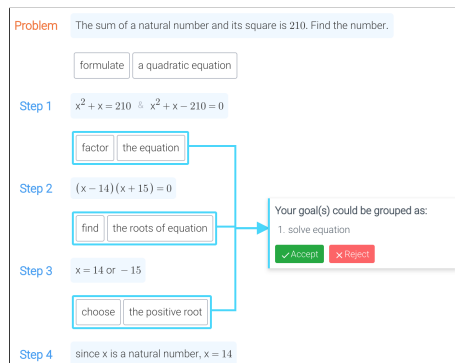 Problem The sum of a natural number and its square is 210. Find the number.
formulate a quadratic equation
Step 1 x² + x = 210 & x² + x − 210 = 0
factor the equation
Step 2 (x − 14)(x + 15) = 0
Your goal(s) could be grouped as:
find the roots of equation
1. solve equation
✓Accept ×Reject
Step 3 x = 14 or − 15
choose the positive root
Step 4 since x is a natural number, x = 14